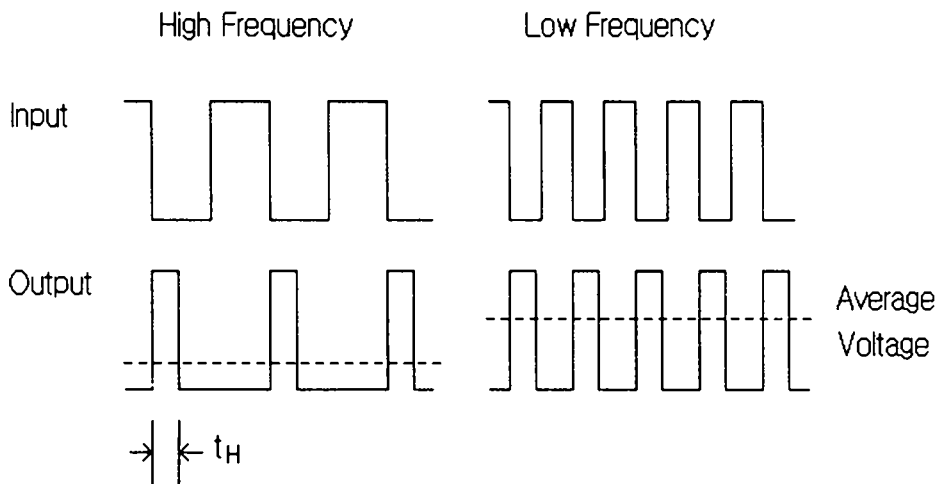 High Frequency
Low Frequency
Input
Output
Average
Voltage
tH